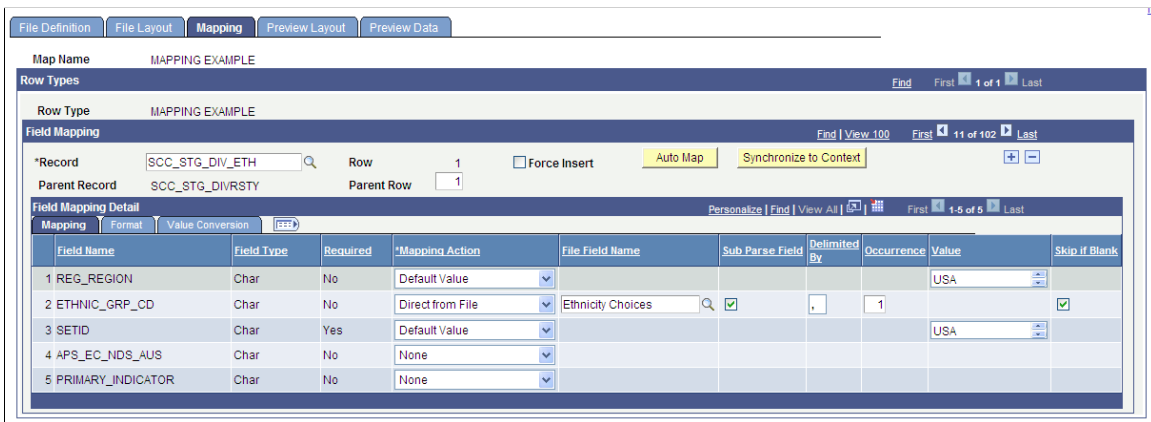 File Definition File Layout Mapping Preview Layout Preview Data
Map Name MAPPING EXAMPLE
Row Types Find First 1 of 1 Last
Row Type MAPPING EXAMPLE
Field Mapping Find | View 100 First 11 of 102 Last
*Record SCC_STG_DIV_ETH Row 1 Force Insert Auto Map Synchronize to Context
Parent Record SCC_STG_DIVRSTY Parent Row 1
Field Mapping Detail Personalize | Find | View All | | First 1-5 of 5 Last
Mapping Format Value Conversion
Field Name Field Type Required *Mapping Action File Field Name Sub Parse Field Delimited By Occurrence Value Skip if Blank
1 REG_REGION Char No Default Value USA
2 ETHNIC_GRP_CD Char No Direct from File Ethnicity Choices , 1
3 SETID Char Yes Default Value USA
4 APS_EC_NDS_AUS Char No None
5 PRIMARY_INDICATOR Char No None